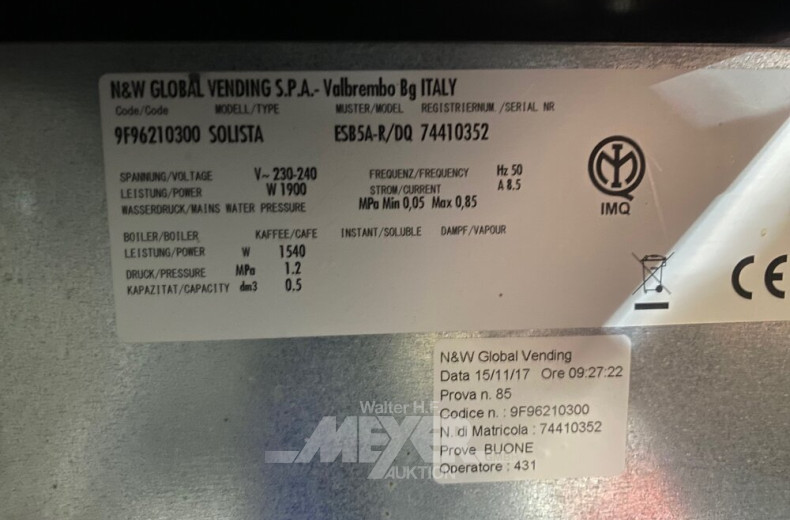 N&W GLOBAL VENDING S.P.A.- Valbrembo Bg ITALY
Code/Code MODELL/TYPE MUSTER/MODEL REGISTRIERNUM./SERIAL NR
9F96210300 SOLISTA ESB5A-R/DQ 74410352
SPANNUNG/VOLTAGE V~ 230-240 FREQUENZ/FREQUENCY Hz 50
LEISTUNG/POWER W 1900 STROM/CURRENT A 8.5
WASSERDRUCK/MAINS WATER PRESSURE MPa Min 0,05 Max 0,85
IMQ
BOILER/BOILER KAFFEE/CAFE INSTANT/SOLUBLE DAMPF/VAPOUR
LEISTUNG/POWER W 1540
DRUCK/PRESSURE MPa 1.2
KAPAZITAT/CAPACITY dm3 0.5
CE
N&W Global Vending
Data 15/11/17 Ore 09:27:22
Prova n. 85
Codice n. : 9F96210300
N. di Matricola : 74410352
Prove BUONE
Operatore : 431
Walter H.F.
MEYER
AUKTION